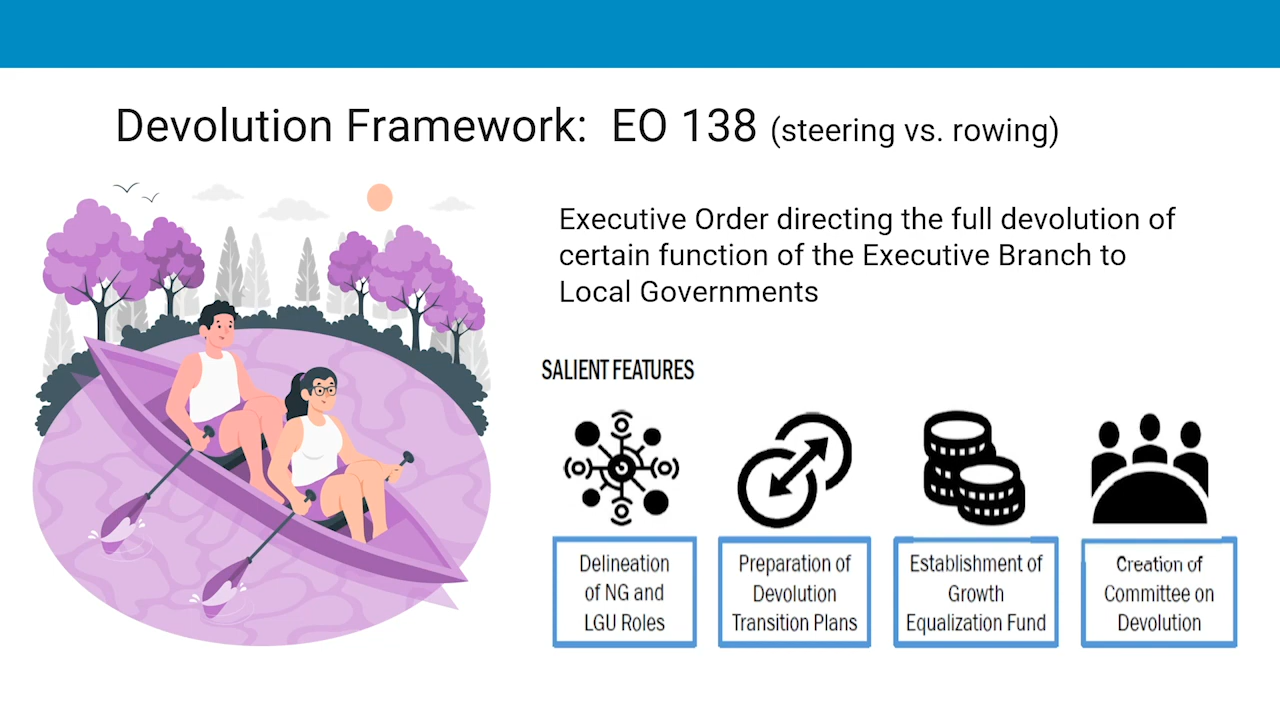 Devolution Framework: EO 138 (steering vs. rowing)
Executive Order directing the full devolution of
certain function of the Executive Branch to
Local Governments
SALIENT FEATURES
Delineation
of NG and
LGU Roles
Preparation of
Devolution
Transition Plans
Establishment of
Growth
Equalization Fund
Creation of
Committee on
Devolution